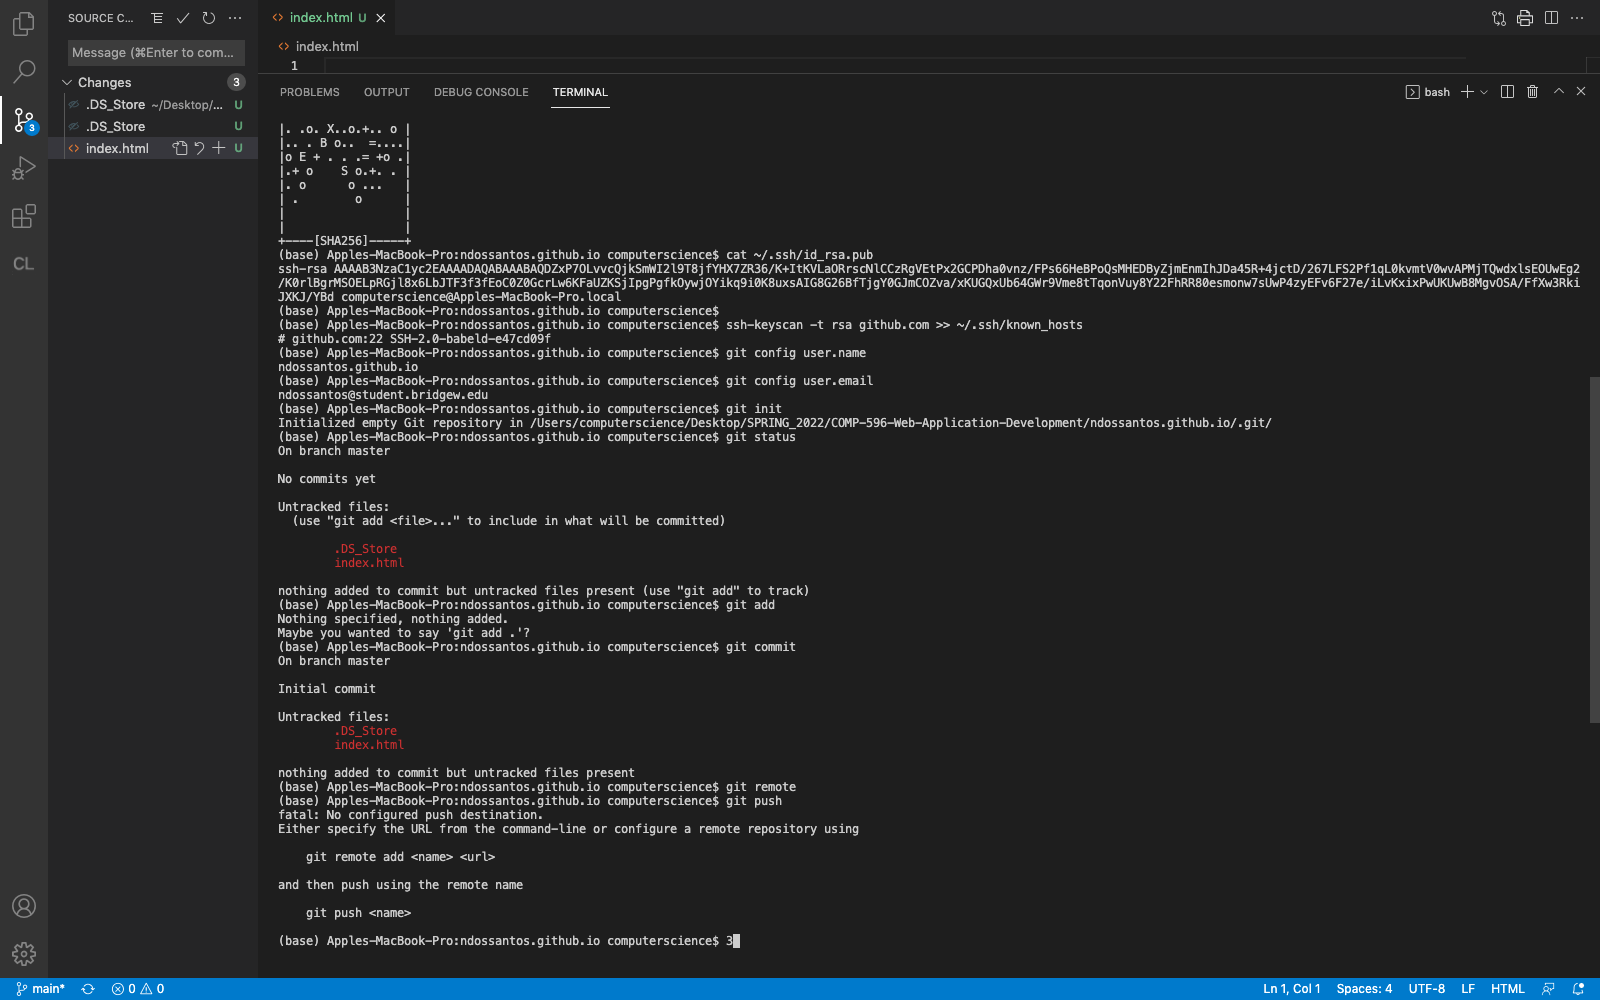 SOURCE C...
Message (⌘Enter to com...
Changes 3
.DS_Store ~/Desktop/... U
.DS_Store U
index.html U
3
CL
index.html U
index.html
1
PROBLEMS OUTPUT DEBUG CONSOLE TERMINAL
bash
|. .o. X..o.+.. o |
|.. . B o..  =....|
|o E + . . .= +o .|
|.+ o    S o.+. . |
|. o      o ...   |
| .        o      |
|                 |
|                 |
+----[SHA256]-----+
(base) Apples-MacBook-Pro:ndossantos.github.io computerscience$ cat ~/.ssh/id_rsa.pub
ssh-rsa AAAAB3NzaC1yc2EAAAADAQABAAABAQDZxP7OLvvcQjkSmWI2l9T8jfYHX7ZR36/K+ItKVLaORrscNlCCzRgVEtPx2GCPDha0vnz/FPs66HeBPoQsMHEDByZjmEnmIhJDa45R+4jctD/267LFS2Pf1qL0kvmtV0wvAPMjTQwdxlsEOUwEg2
/K0rlBgrMSOELpRGjl8x6LbJTF3f3fEoC0Z0GcrLw6KFaUZKSjIpgPgfkOywjOYikq9i0K8uxsAIG8G26BfTjgY0GJmCOZva/xKUGQxUb64GWr9Vme8tTqonVuy8Y22FhRR80esmonw7sUwP4zyEFv6F27e/iLvKxixPwUKUwB8MgvOSA/FfXw3Rki
JXKJ/YBd computerscience@Apples-MacBook-Pro.local
(base) Apples-MacBook-Pro:ndossantos.github.io computerscience$
(base) Apples-MacBook-Pro:ndossantos.github.io computerscience$ ssh-keyscan -t rsa github.com >> ~/.ssh/known_hosts
# github.com:22 SSH-2.0-babeld-e47cd09f
(base) Apples-MacBook-Pro:ndossantos.github.io computerscience$ git config user.name
ndossantos.github.io
(base) Apples-MacBook-Pro:ndossantos.github.io computerscience$ git config user.email
ndossantos@student.bridgew.edu
(base) Apples-MacBook-Pro:ndossantos.github.io computerscience$ git init
Initialized empty Git repository in /Users/computerscience/Desktop/SPRING_2022/COMP-596-Web-Application-Development/ndossantos.github.io/.git/
(base) Apples-MacBook-Pro:ndossantos.github.io computerscience$ git status
On branch master
No commits yet
Untracked files:
(use "git add <file>..." to include in what will be committed)
.DS_Store
index.html
nothing added to commit but untracked files present (use "git add" to track)
(base) Apples-MacBook-Pro:ndossantos.github.io computerscience$ git add
Nothing specified, nothing added.
Maybe you wanted to say 'git add .'?
(base) Apples-MacBook-Pro:ndossantos.github.io computerscience$ git commit
On branch master
Initial commit
Untracked files:
.DS_Store
index.html
nothing added to commit but untracked files present
(base) Apples-MacBook-Pro:ndossantos.github.io computerscience$ git remote
(base) Apples-MacBook-Pro:ndossantos.github.io computerscience$ git push
fatal: No configured push destination.
Either specify the URL from the command-line or configure a remote repository using
git remote add <name> <url>
and then push using the remote name
git push <name>
(base) Apples-MacBook-Pro:ndossantos.github.io computerscience$ 3
main* 0 0 Ln 1, Col 1 Spaces: 4 UTF-8 LF HTML